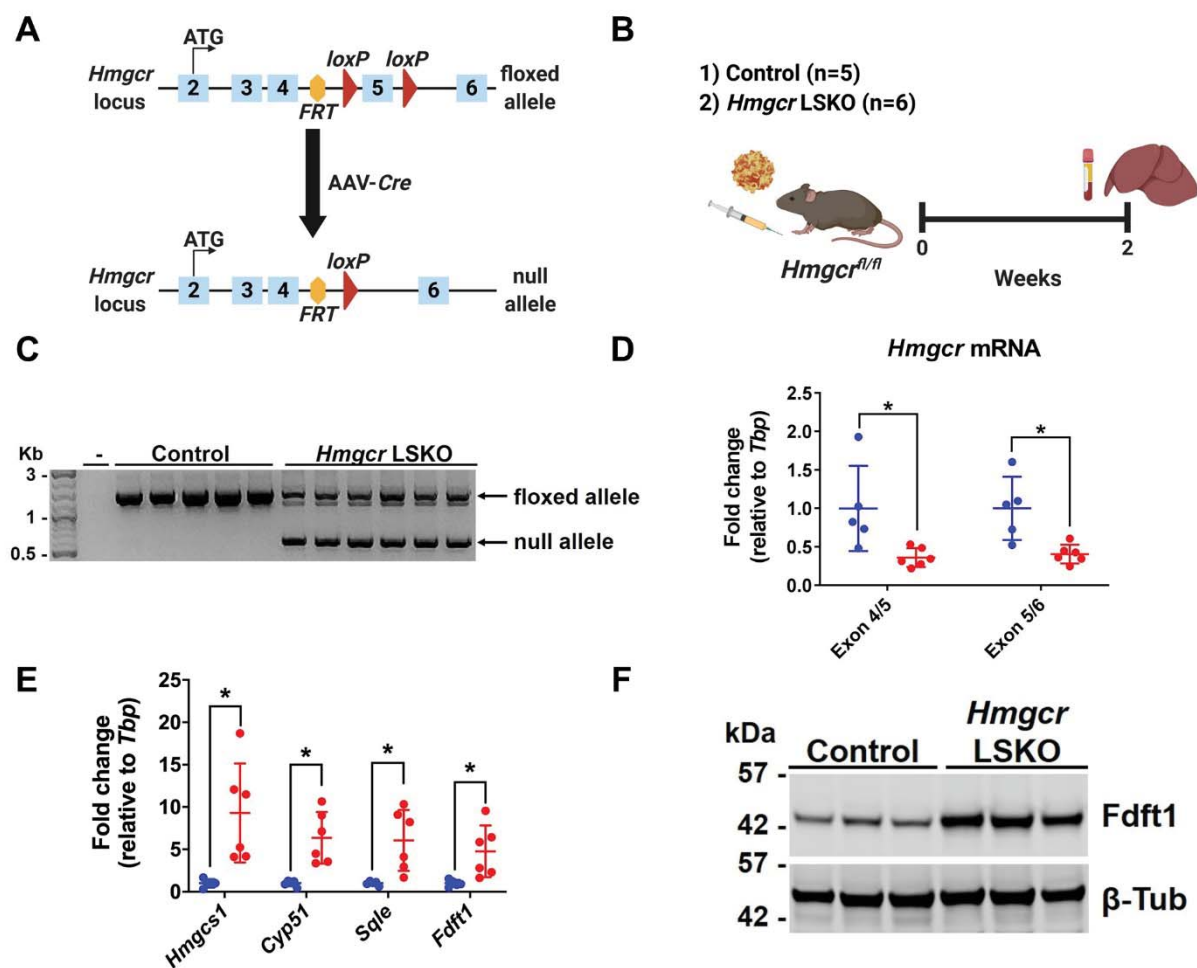 A
ATG
loxP loxP
Hmgcr locus
2 3 4 5 6
FRT
floxed allele
AAV-Cre
ATG
loxP
Hmgcr locus
2 3 4 6
FRT
null allele
B
1) Control (n=5)
2) Hmgcr LSKO (n=6)
Hmgcrfl/fl
0 2
Weeks
C
Kb - Control Hmgcr LSKO
3 -
1 -
0.5 -
floxed allele
null allele
D
Hmgcr mRNA
Fold change
(relative to Tbp)
2.5
2.0
1.5
1.0
0.5
0.0
* *
Exon 4/5 Exon 5/6
E
Fold change
(relative to Tbp)
25
20
15
10
5
0
* * * *
Hmgcs1 Cyp51 Sqle Fdft1
F
Hmgcr
kDa Control LSKO
57 -
42 -
Fdft1
57 -
42 -
β-Tub